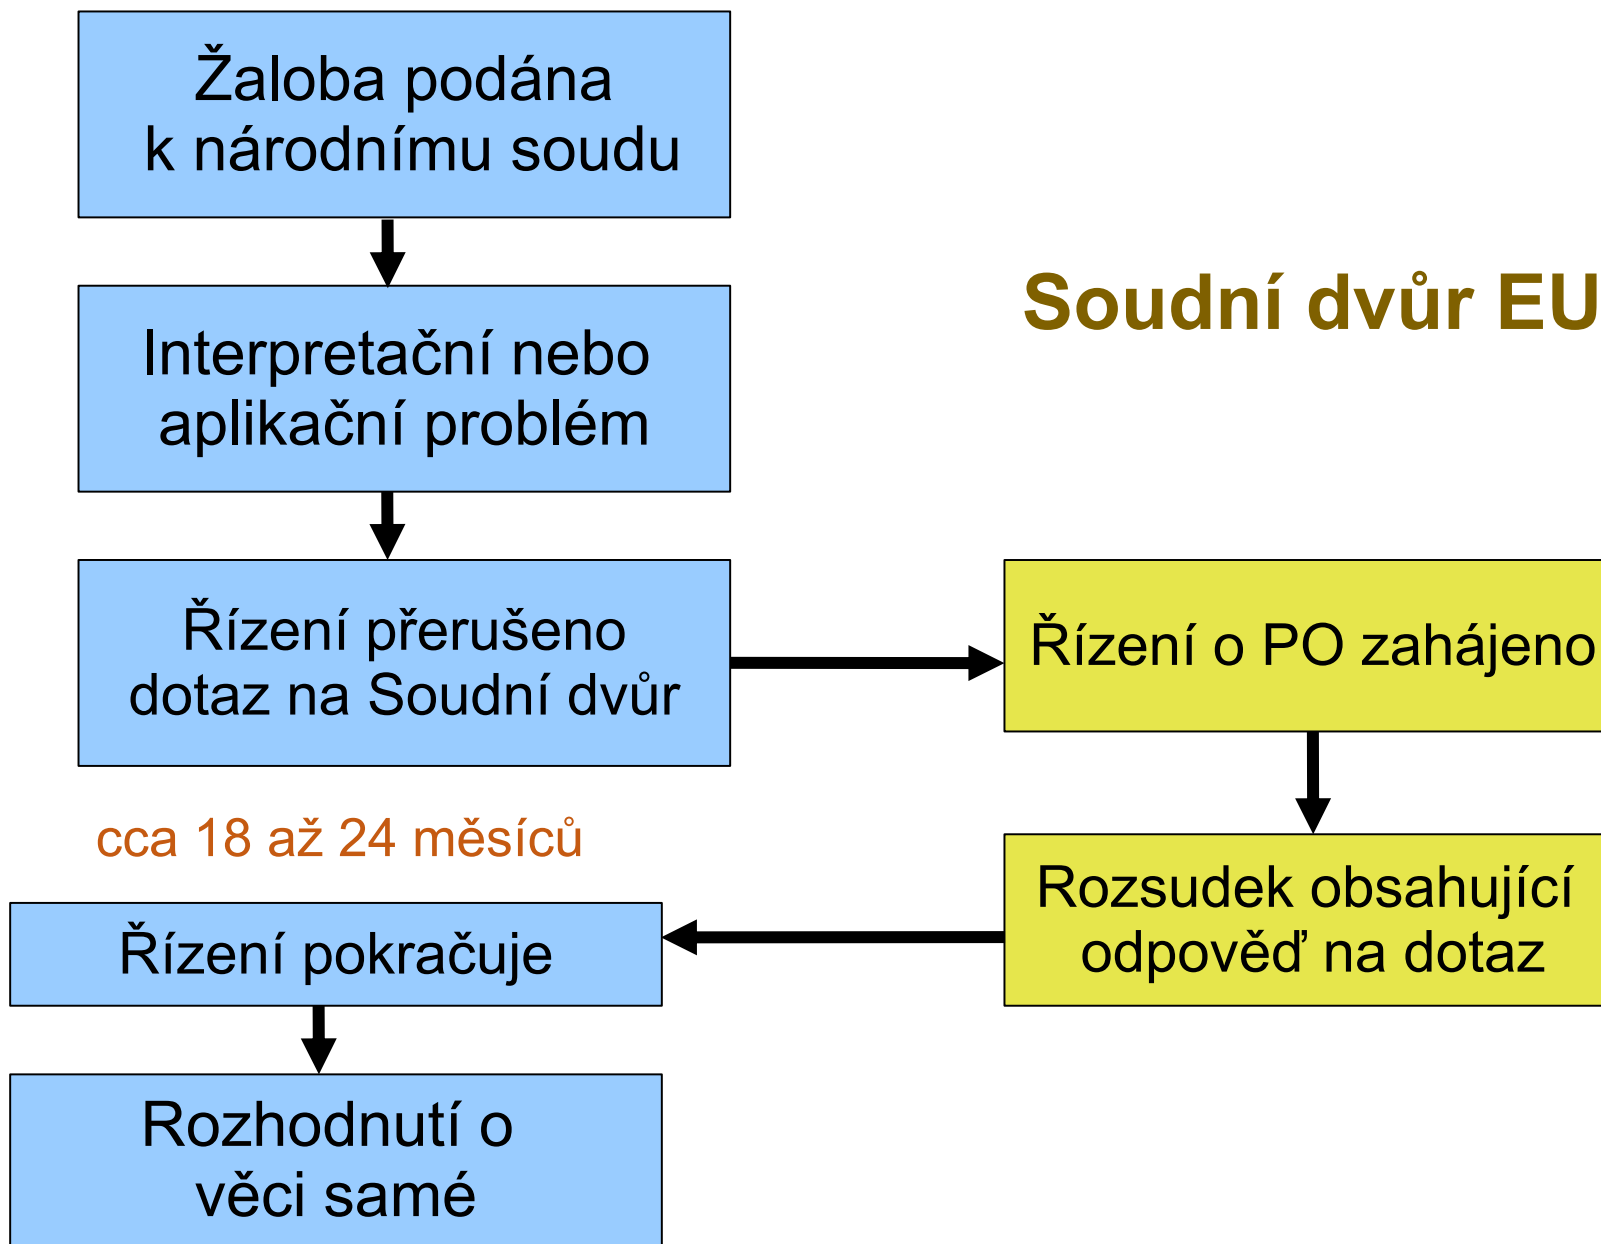 Žaloba podána
k národnímu soudu
Soudní dvůr EU
Interpretační nebo
aplikační problém
Řízení přerušeno
dotaz na Soudní dvůr
Řízení o PO zahájeno
cca 18 až 24 měsíců
Rozsudek obsahující
odpověď na dotaz
Řízení pokračuje
Rozhodnutí o
věci samé